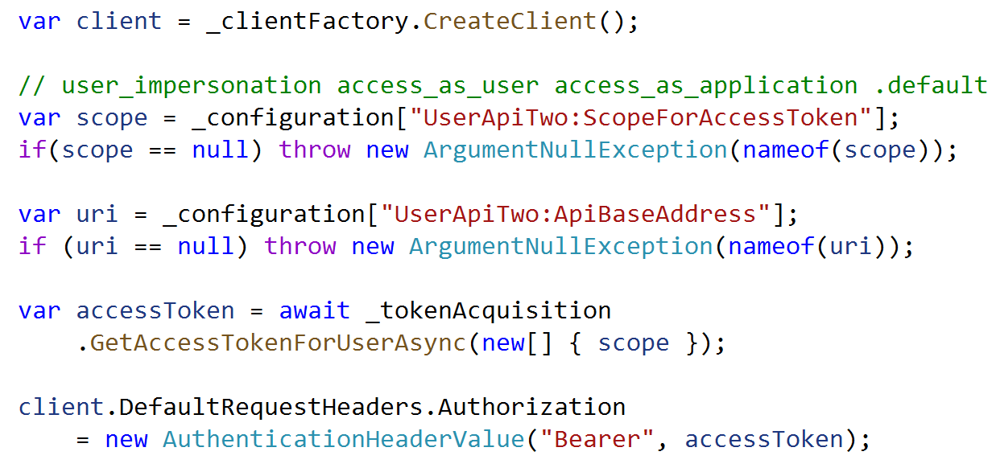 var client = _clientFactory.CreateClient();
// user_impersonation access_as_user access_as_application .default
var scope = _configuration["UserApiTwo:ScopeForAccessToken"];
if(scope == null) throw new ArgumentNullException(nameof(scope));
var uri = _configuration["UserApiTwo:ApiBaseAddress"];
if (uri == null) throw new ArgumentNullException(nameof(uri));
var accessToken = await _tokenAcquisition
    .GetAccessTokenForUserAsync(new[] { scope });
client.DefaultRequestHeaders.Authorization
    = new AuthenticationHeaderValue("Bearer", accessToken);